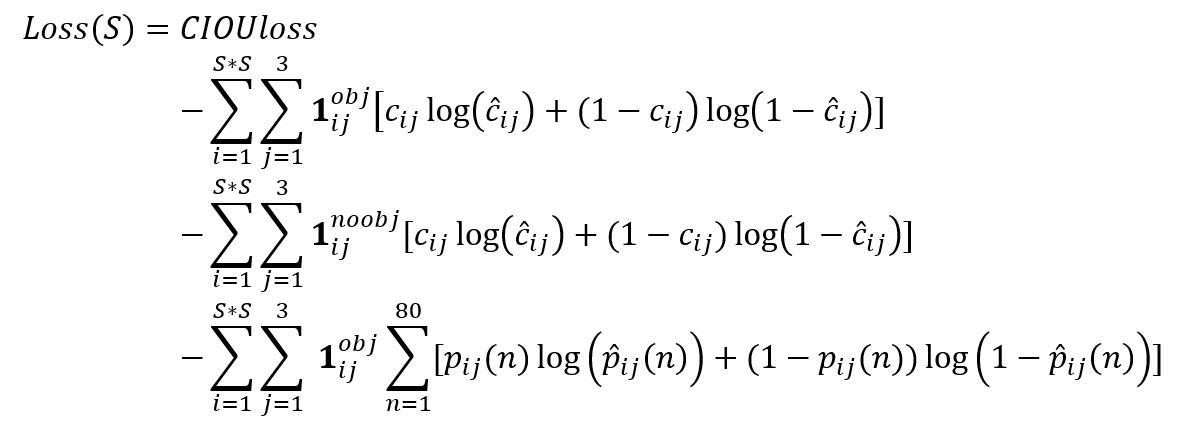 Loss(S) = CIOUloss
− ∑_{i=1}^{S∗S} ∑_{j=1}^{3} 𝟏_{ij}^{obj} [c_{ij} log(ĉ_{ij}) + (1 − c_{ij}) log(1 − ĉ_{ij})]
− ∑_{i=1}^{S∗S} ∑_{j=1}^{3} 𝟏_{ij}^{noobj} [c_{ij} log(ĉ_{ij}) + (1 − c_{ij}) log(1 − ĉ_{ij})]
− ∑_{i=1}^{S∗S} ∑_{j=1}^{3} 𝟏_{ij}^{obj} ∑_{n=1}^{80} [p_{ij}(n) log(p̂_{ij}(n)) + (1 − p_{ij}(n)) log(1 − p̂_{ij}(n))]